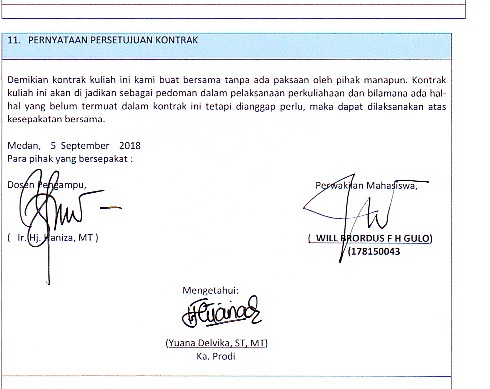 11. PERNYATAAN PERSETUJUAN KONTRAK
Demikian kontrak kuliah ini kami buat bersama tanpa ada paksaan oleh pihak manapun. Kontrak
kuliah ini akan di jadikan sebagai pedoman dalam pelaksanaan perkuliahaan dan bilamana ada hal-
hal yang belum termuat dalam kontrak ini tetapi dianggap perlu, maka dapat dilaksanakan atas
kesepakatan bersama.
Medan, 5 September 2018
Para pihak yang bersepakat :
Dosen Pengampu, Perwakilan Mahasiswa,
( Ir. Hj. Haniza, MT ) ( WILL BRORDUS F H GULO)
(178150043
Mengetahui:
(Yuana Delvika, ST, MT)
Ka. Prodi